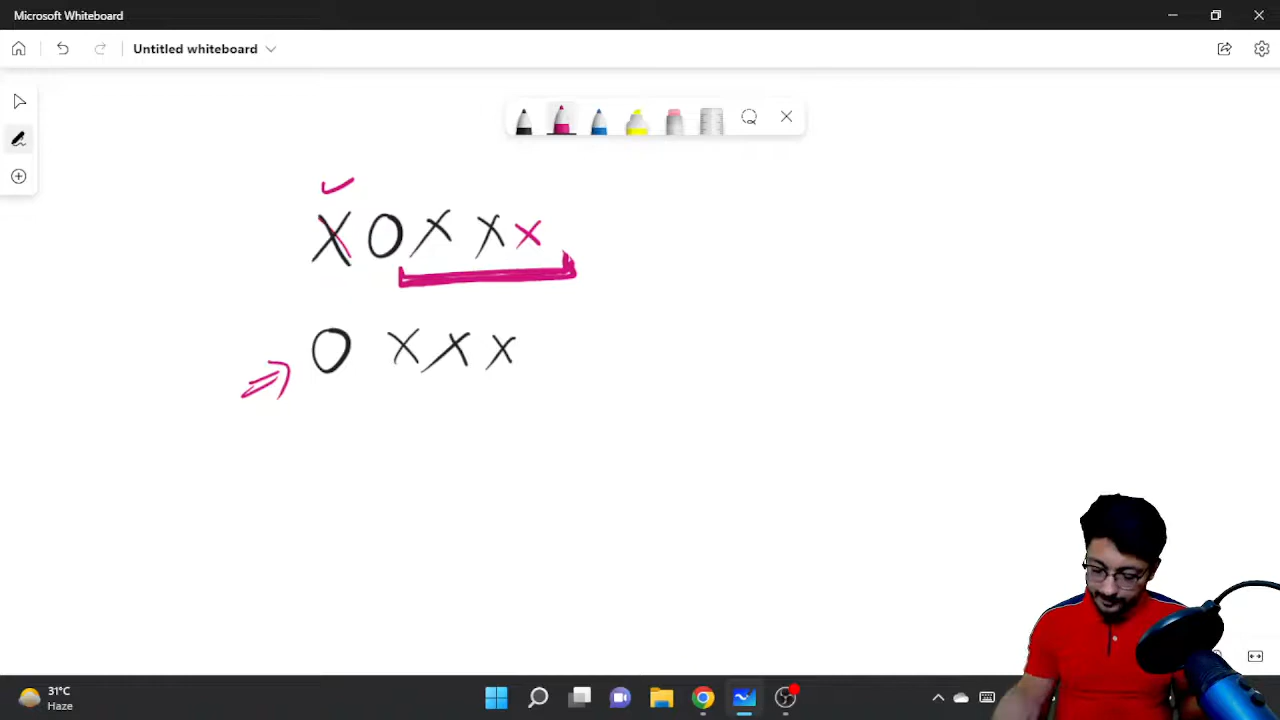 Microsoft Whiteboard
Untitled whiteboard
X O X X X
O X X X
31°C
Haze